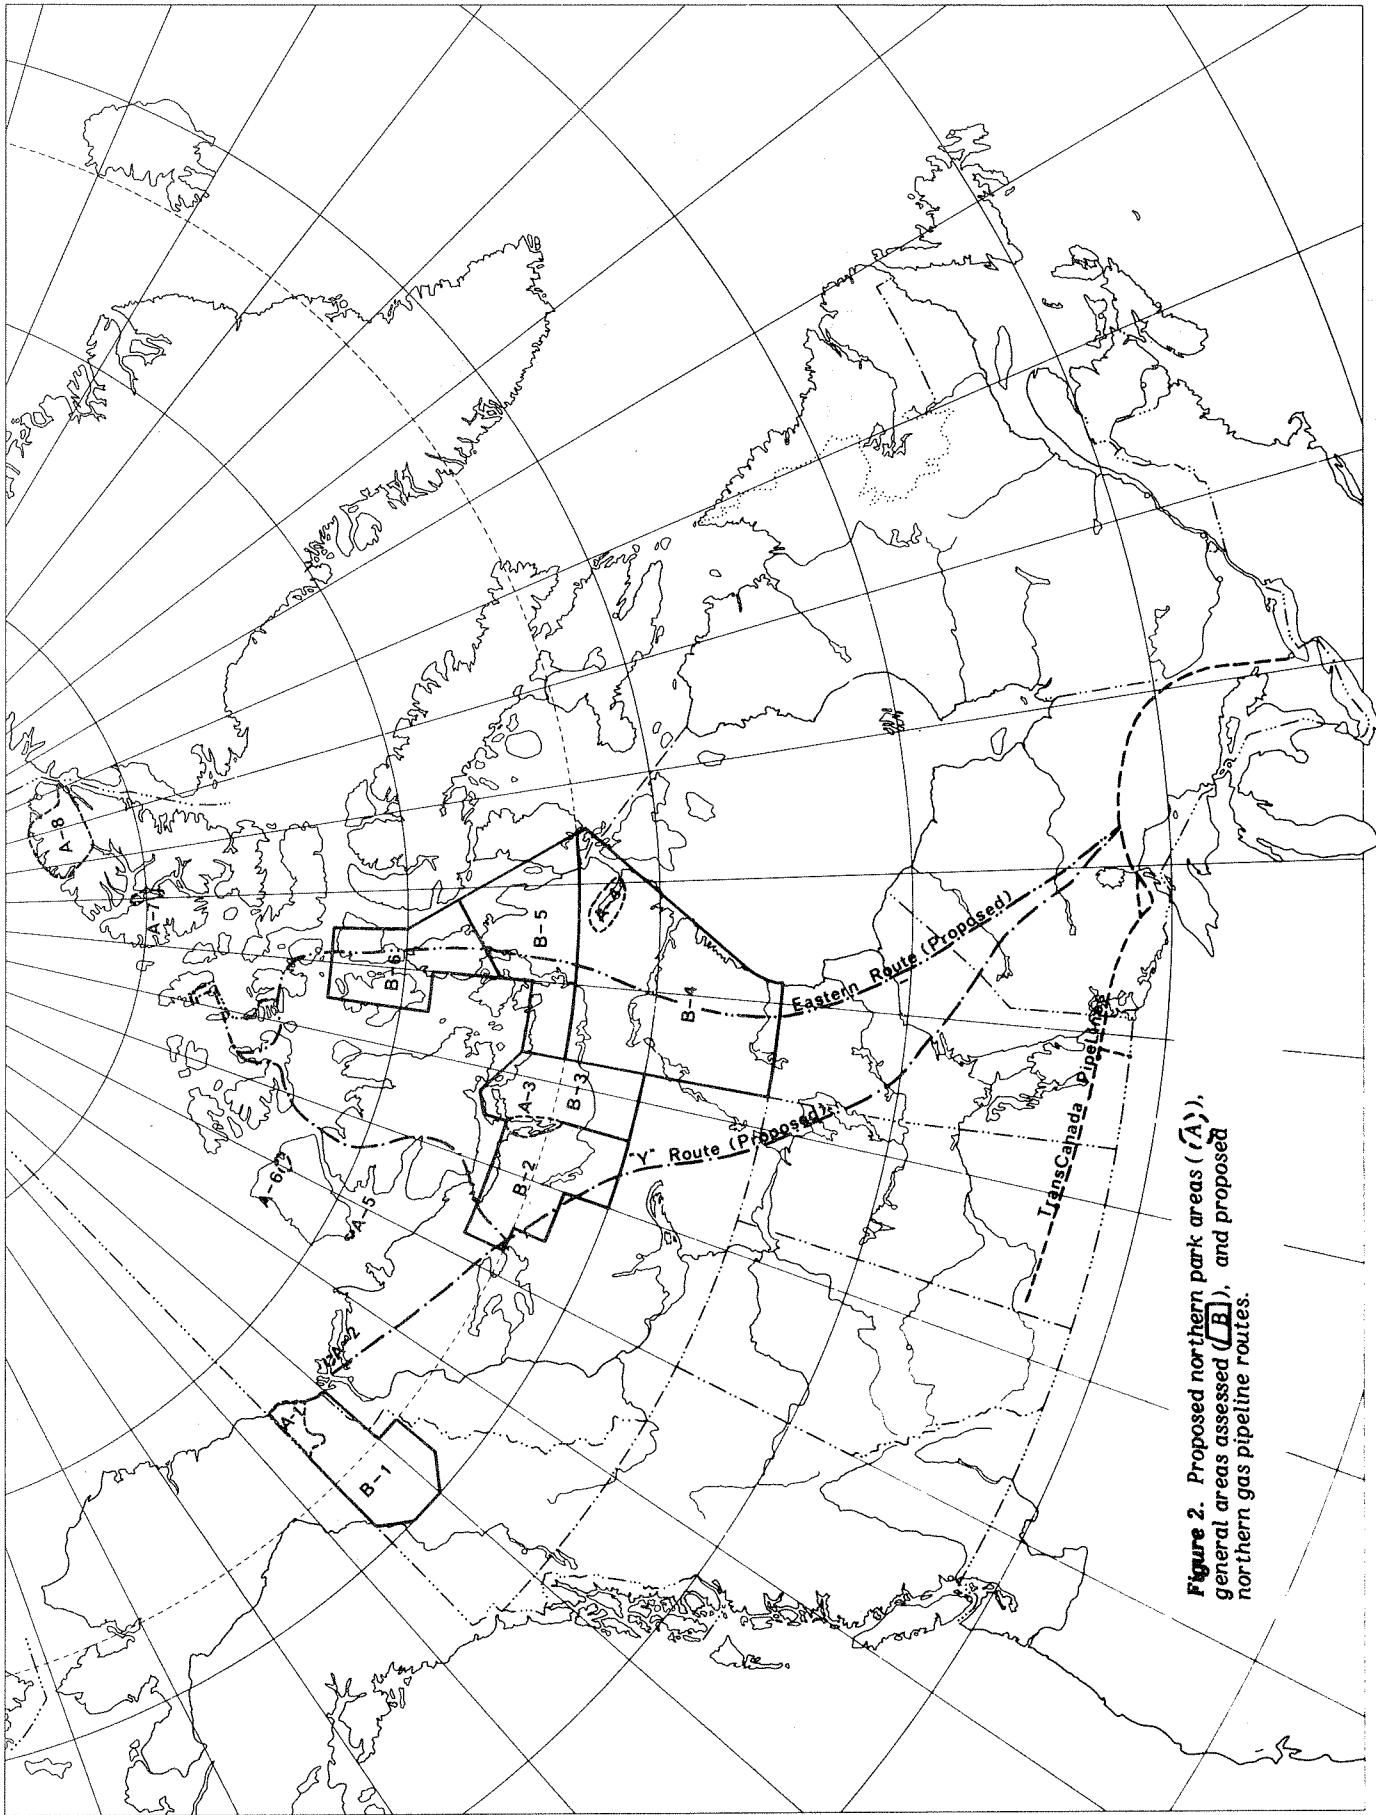 A-8
A-7
B-6
B-5
A-4
B-4
A-6
A-5
A-3
B-3
B-2
A-2
A-1
B-1
Eastern Route (Proposed)
"Y" Route (Proposed)
TransCanada Pipelines
Figure 2. Proposed northern park areas (A),
general areas assessed (B), and proposed
northern gas pipeline routes.